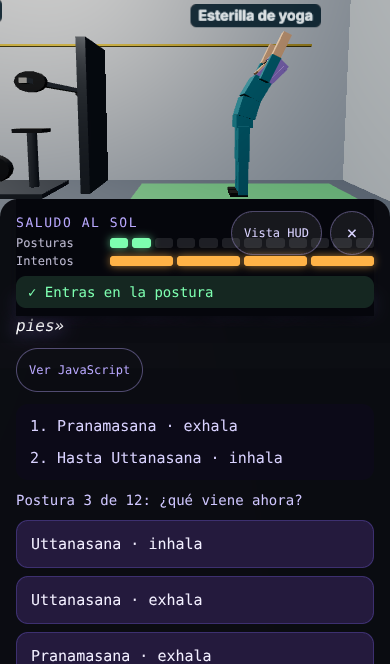 Esterilla de yoga
SALUDO AL SOL
Vista HUD
×
Posturas
Intentos
✓ Entras en la postura
pies»
Ver JavaScript
1. Pranamasana · exhala
2. Hasta Uttanasana · inhala
Postura 3 de 12: ¿qué viene ahora?
Uttanasana · inhala
Uttanasana · exhala
Pranamasana · exhala